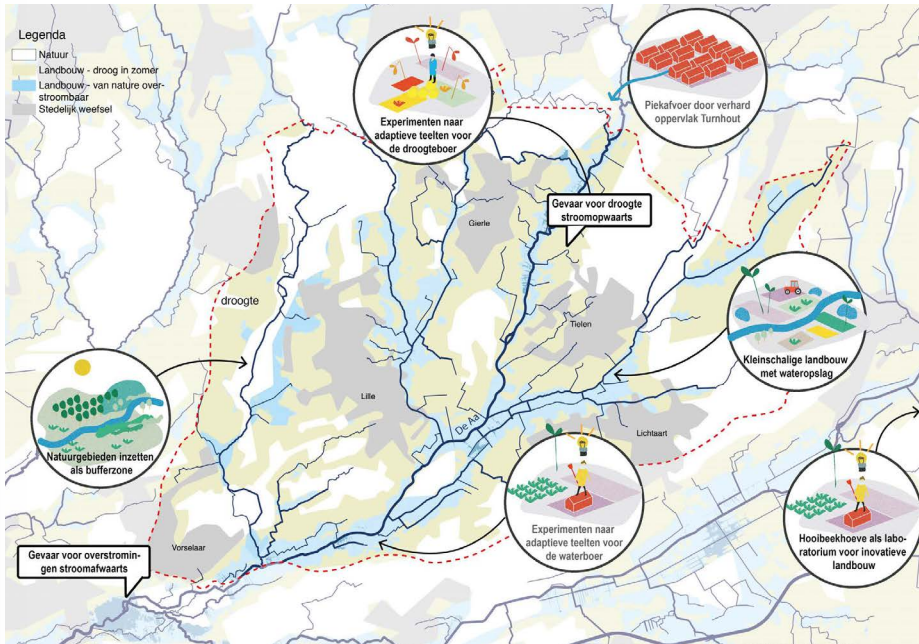 Legenda
Natuur
Landbouw - droog in zomer
Landbouw - van nature over-
stroombaar
Stedelijk weefsel
Experimenten naar
adaptieve teelten voor
de droogteboer
Piekafvoer door verhard
oppervlak Turnhout
Gevaar voor droogte
stroomopwaarts
Gierle
droogte
Tielen
Kleinschalige landbouw
met wateropslag
Natuurgebieden inzetten
als bufferzone
Lille
De Aa
Lichtaart
Experimenten naar
adaptieve teelten voor
de waterboer
Hooibeekhoeve als labo-
ratorium voor inovatieve
landbouw
Vorselaar
Gevaar voor overstromin-
gen stroomafwaarts